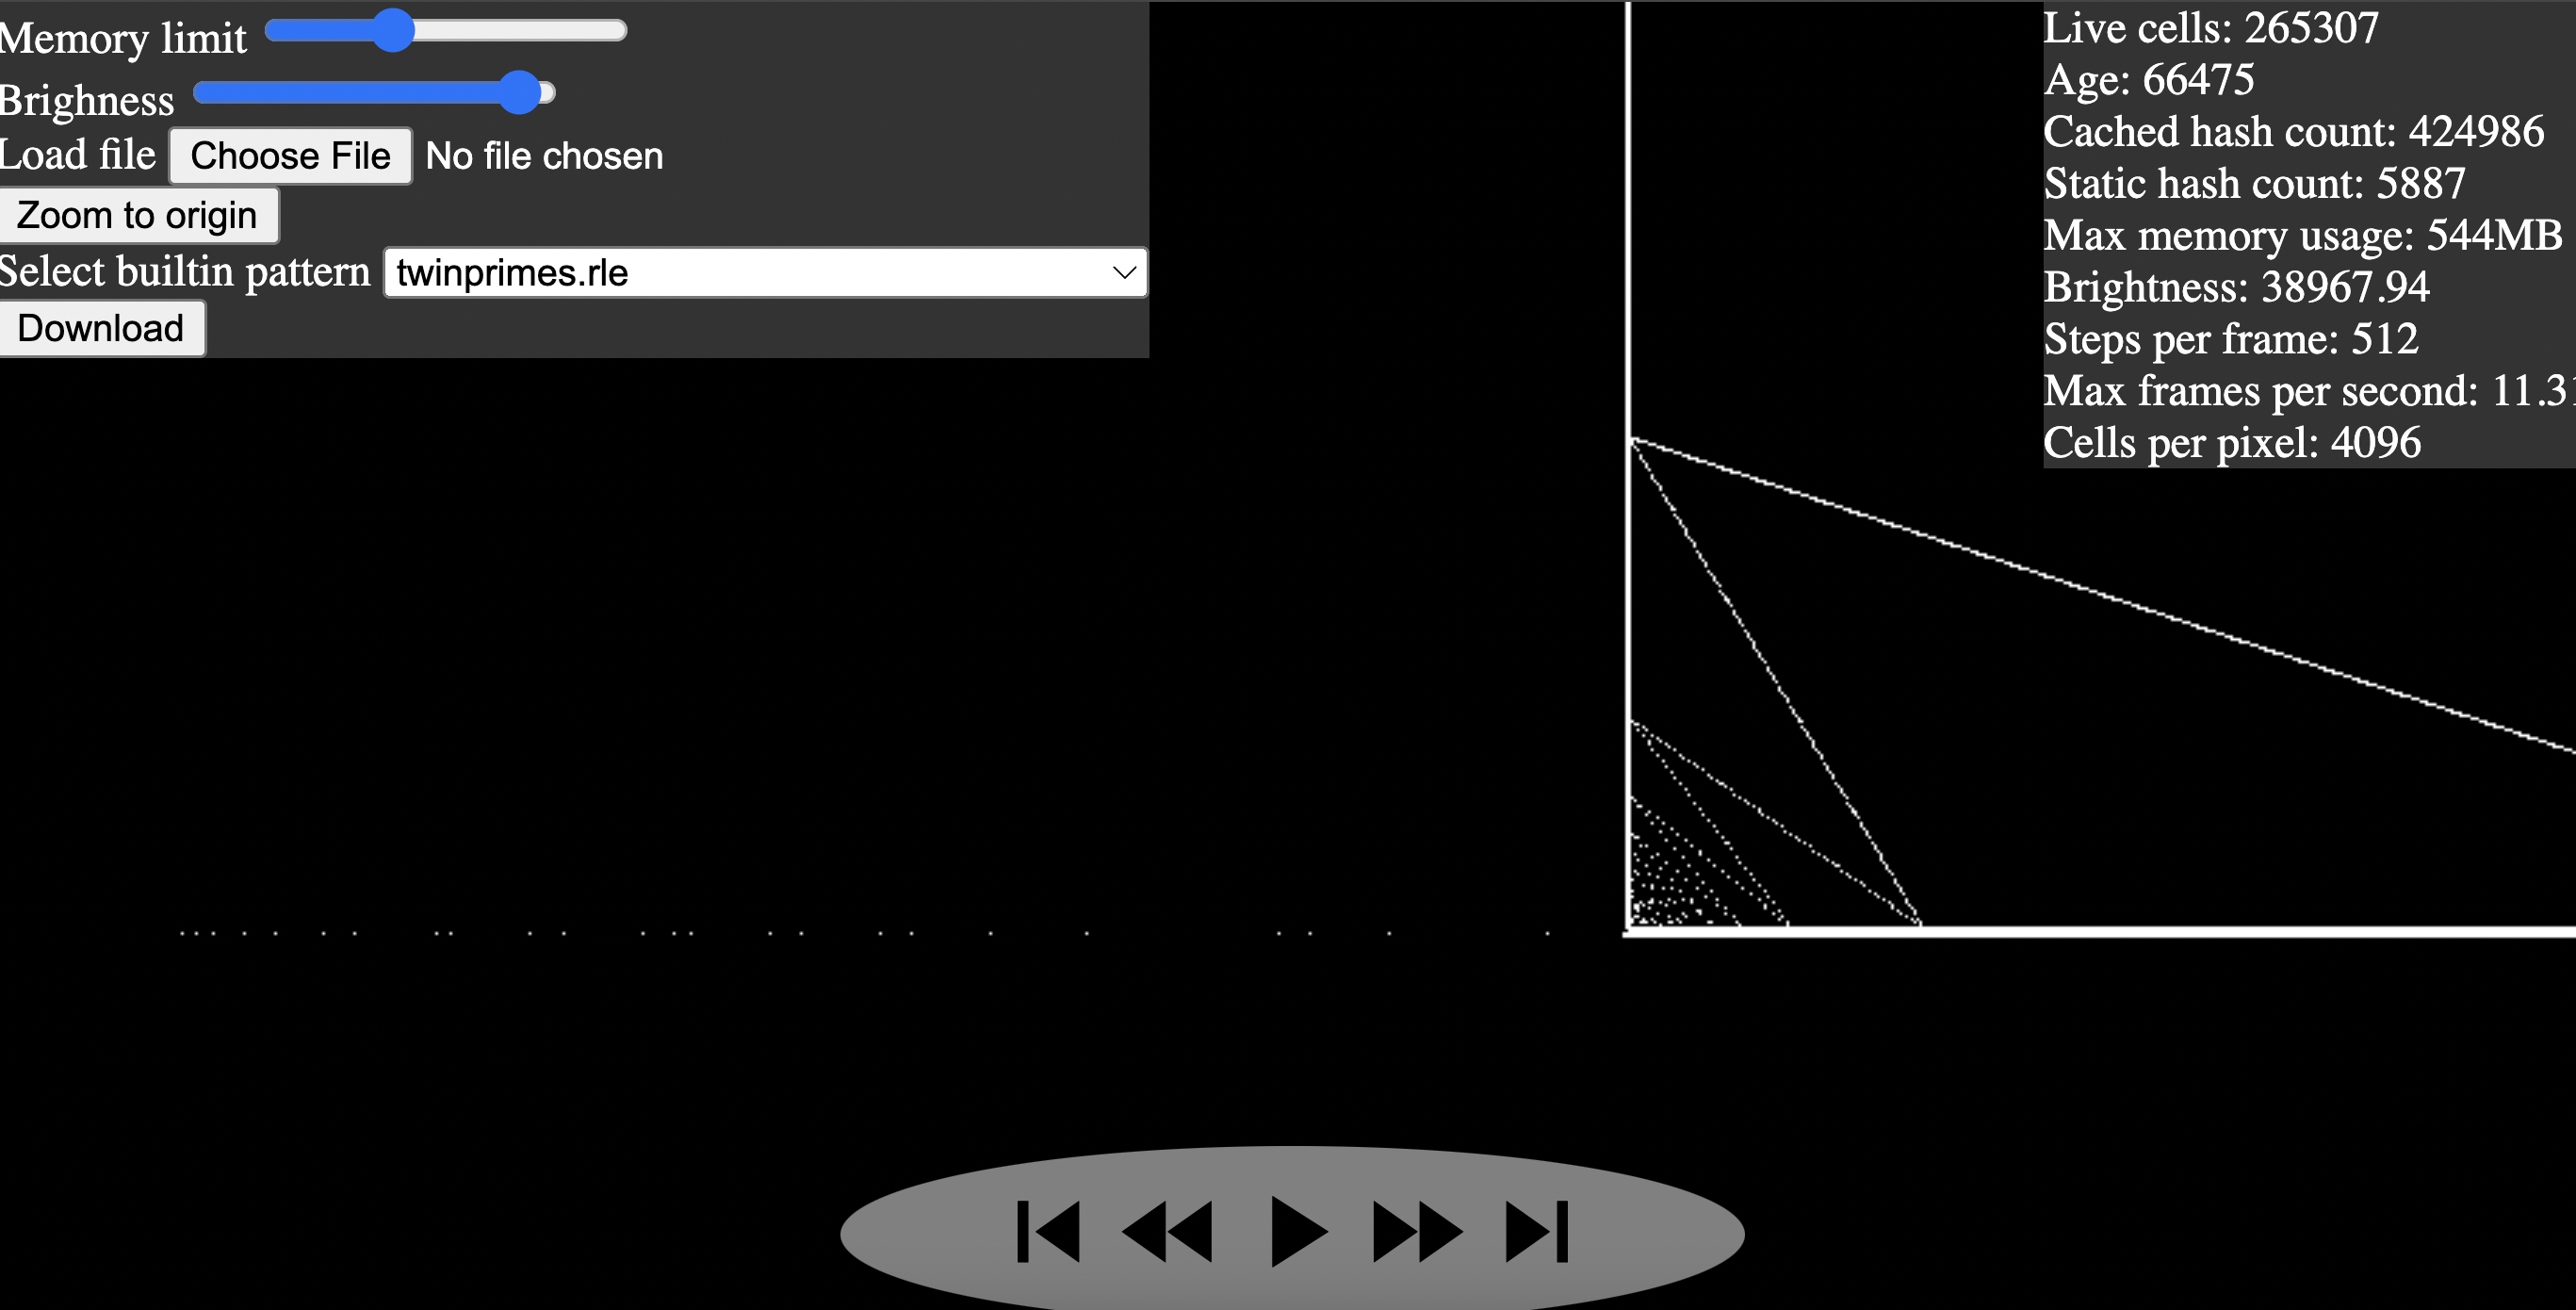 Memory limit
Brighness
Load file Choose File No file chosen
Zoom to origin
Select builtin pattern twinprimes.rle
Download
Live cells: 265307
Age: 66475
Cached hash count: 424986
Static hash count: 5887
Max memory usage: 544MB
Brightness: 38967.94
Steps per frame: 512
Max frames per second: 11.3
Cells per pixel: 4096